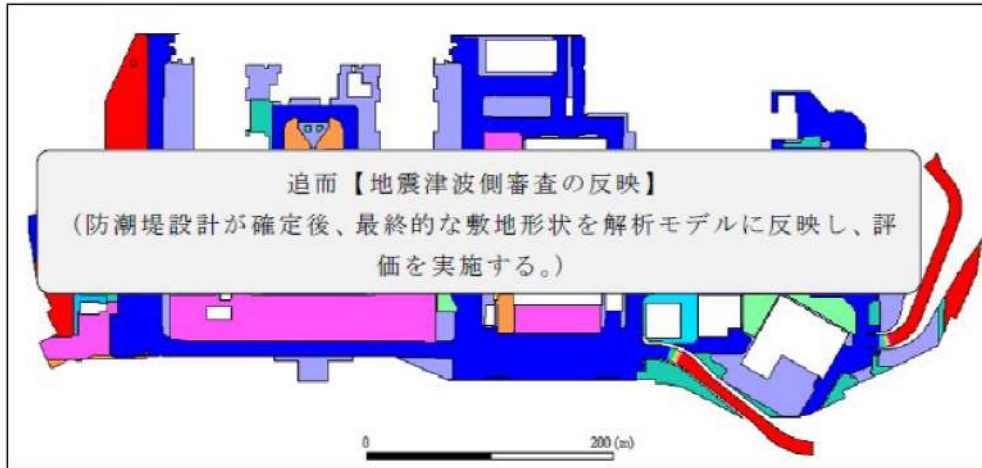 追而【地震津波側審査の反映】
（防潮堤設計が確定後、最終的な敷地形状を解析モデルに反映し、評
価を実施する。）
0 200 (m)